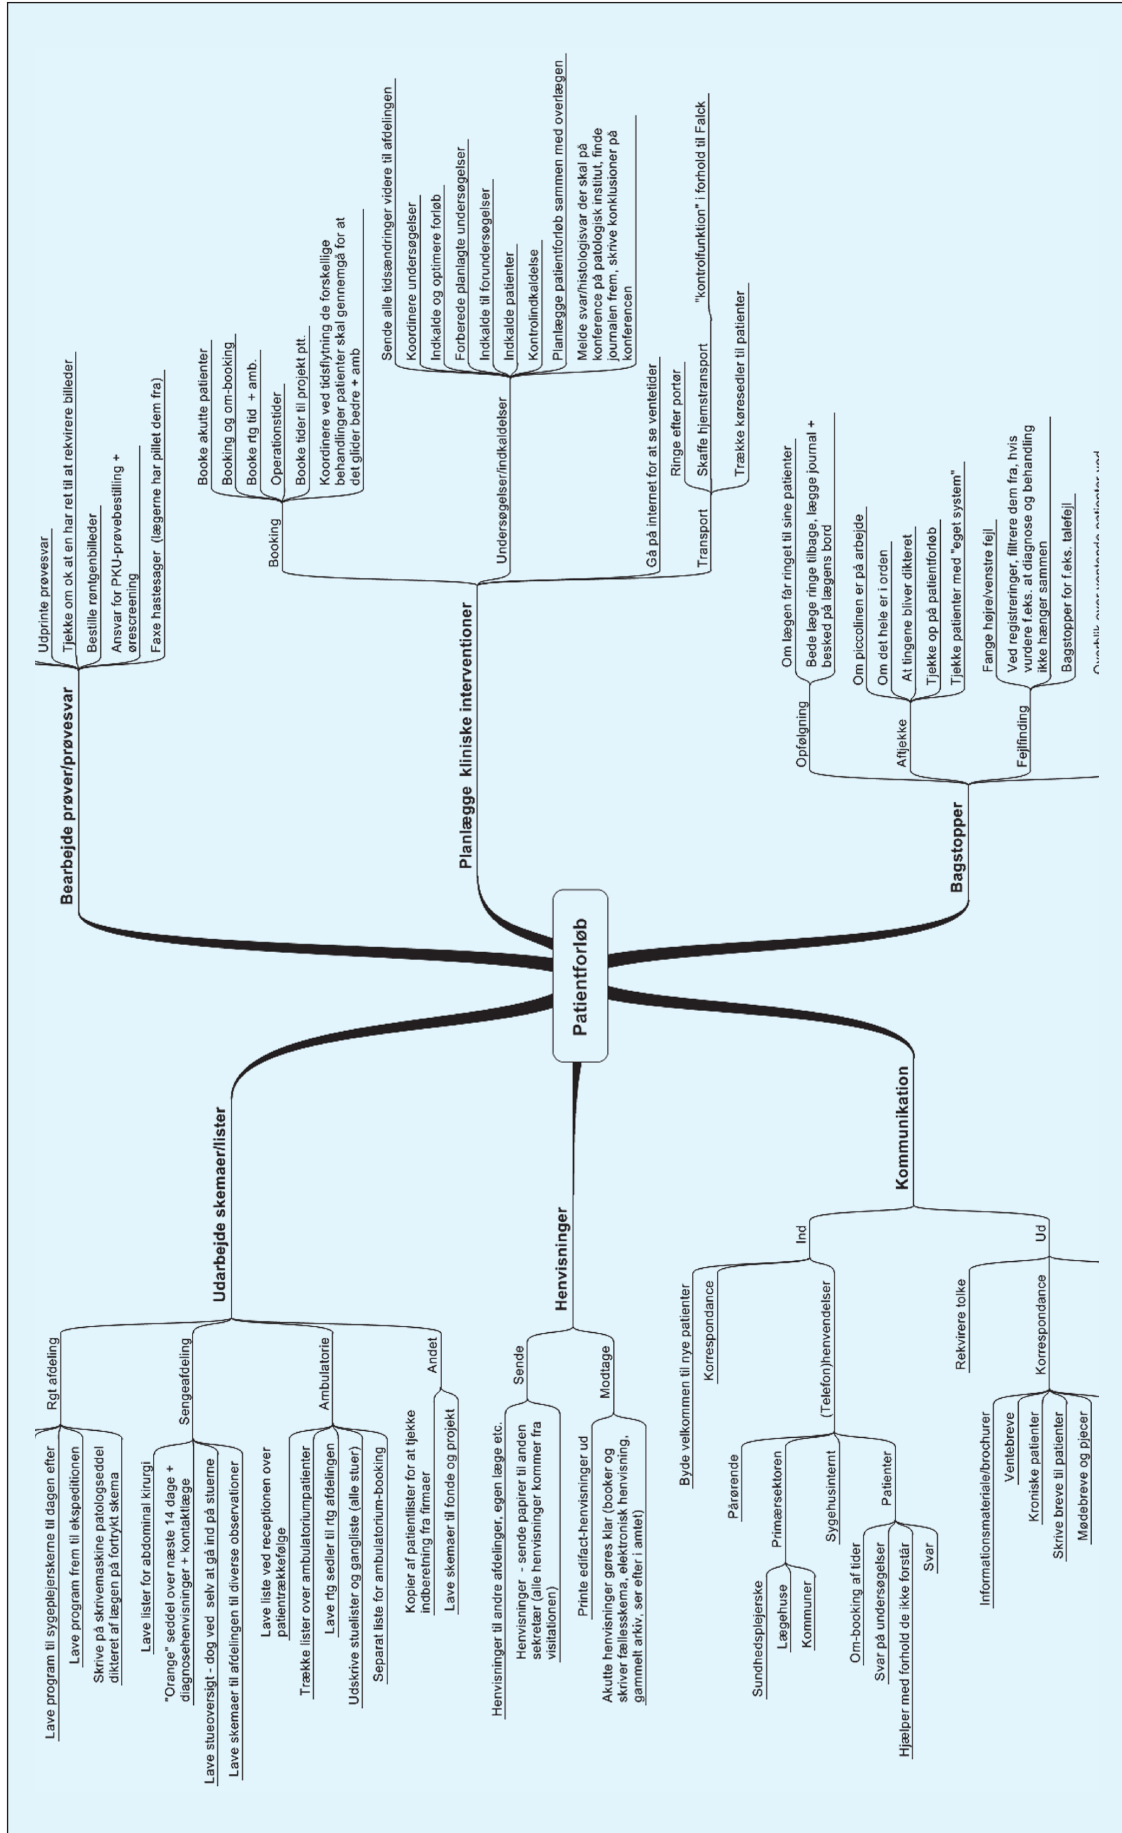 Patientforløb
Udarbejde skemaer/lister
Rgt afdeling
Lave program til sygeplejerskerne til dagen efter
Lave program frem til ekspeditionen
Skrive på skrivemaskine patologseddel
dikteret af lægen på fortrykt skema
Sengeafdeling
Lave lister for abdominal kirurgi
"Orange" seddel over næste 14 dage +
diagnosehenvisninger + kontaktlæge
Lave stueoversigt - dog ved selv at gå ind på stuerne
Lave skemaer til afdelingen til diverse observationer
Ambulatorie
Lave liste ved receptionen over
patientrækkefølge
Trække lister over ambulatoriumpatienter
Lave rtg sedler til rtg afdelingen
Udskrive stuelister og gangliste (alle stuer)
Separat liste for ambulatorium-booking
Andet
Kopier af patientlister for at tjekke
indberetning fra firmaer
Lave skemaer til fonde og projekt
Henvisninger
Sende
Henvisninger til andre afdelinger, egen læge etc.
Henvisninger - sende papirer til anden
sekretær (alle henvisninger kommer fra
visitationen)
Modtage
Printe edifact-henvisninger ud
Akutte henvisning gøres klar (booker og
skriver fællesskema, elektronisk henvisning,
gammelt arkiv, ser efter i amtet)
Kommunikation
Ind
Byde velkommen til nye patienter
Korrespondance
(Telefon)henvendelser
Pårørende
Primærsektoren
Sundhedsplejerske
Lægehuse
Kommuner
Sygehusinternt
Patienter
Om-booking af tider
Svar på undersøgelser
Hjælper med forhold de ikke forstår
Svar
Ud
Rekvirere tolke
Korrespondance
Informationsmateriale/brochurer
Ventebreve
Kroniske patienter
Skrive breve til patienter
Mødebreve og pjecer
Bearbejde prøver/prøvesvar
Udprinte prøvesvar
Tjekke om ok at en har ret til at rekvirere billeder
Bestille røntgenbilleder
Ansvar for PKU-prøvebestilling +
ørescreening
Faxe hastesager (lægerne har pillet dem fra)
Planlægge kliniske interventioner
Booking
Booke akutte patienter
Booking og om-booking
Booke rtg tid + amb.
Operationstider
Booke tider til projekt ptt.
Koordinere ved tidsflytning de forskellige
behandlinger patienter skal gennemgå for at
det glider bedre + amb
Undersøgelser/indkaldelser
Sende alle tidsændringer videre til afdelingen
Koordinere undersøgelser
Indkalde og optimere forløb
Forberede planlagte undersøgelser
Indkalde til forundersøgelser
Indkalde patienter
Kontrolindkaldelse
Planlægge patientforløb sammen med overlægen
Melde svar/histologisvar der skal på
konference på patologisk institut, finde
journalen frem, skrive konklusioner på
konferencen
Gå på internet for at se ventetider
Transport
Ringe efter portør
Skaffe hjemstransport
"kontrolfunktion" i forhold til Falck
Trække køresedler til patienter
Bagstopper
Opfølgning
Om lægen får ringet til sine patienter
Bede læge ringe tilbage, lægge journal +
besked på lægens bord
Aftjekke
Om piccolinen er på arbejde
Om det hele er i orden
At tingene bliver dikteret
Tjekke op på patientforløb
Tjekke patienter med "eget system"
Fejlfinding
Fange højre/venstre fejl
Ved registreringer, filtrere dem fra, hvis
vurdere f.eks. at diagnose og behandling
ikke hænger sammen
Bagstopper for f.eks. talefejl